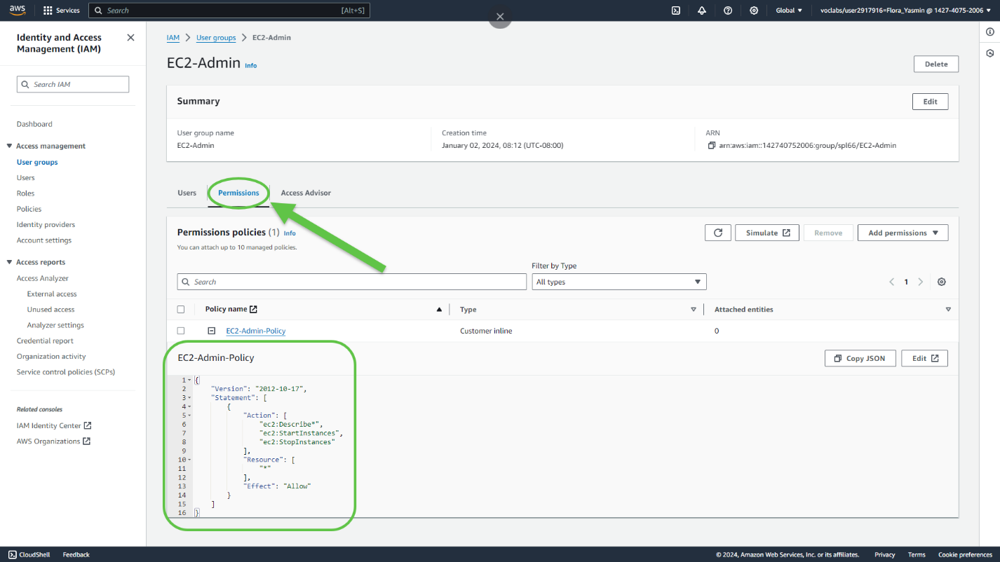 aws
Services
Search
[Alt+S]
Global
voclabs/user2917916=Flora_Yasmin @ 1427-4075-2006
Identity and Access
Management (IAM)
Search IAM
Dashboard
Access management
User groups
Users
Roles
Policies
Identity providers
Account settings
Access reports
Access Analyzer
External access
Unused access
Analyzer settings
Credential report
Organization activity
Service control policies (SCPs)
Related consoles
IAM Identity Center
AWS Organizations
IAM > User groups > EC2-Admin
EC2-Admin Info
Delete
Summary
Edit
User group name
EC2-Admin
Creation time
January 02, 2024, 08:12 (UTC-08:00)
ARN
arn:aws:iam::142740752006:group/spl66/EC2-Admin
Users
Permissions
Access Advisor
Permissions policies (1) Info
You can attach up to 10 managed policies.
Simulate
Remove
Add permissions
Filter by Type
Search
All types
1
Policy name
Type
Attached entities
EC2-Admin-Policy
Customer inline
0
EC2-Admin-Policy
Copy JSON
Edit
1 {
2 "Version": "2012-10-17",
3 "Statement": [
4 {
5 "Action": [
6 "ec2:Describe*",
7 "ec2:StartInstances",
8 "ec2:StopInstances"
9 ],
10 "Resource": [
11 "*"
12 ],
13 "Effect": "Allow"
14 }
15 ]
16 }
CloudShell
Feedback
© 2024, Amazon Web Services, Inc. or its affiliates.
Privacy
Terms
Cookie preferences